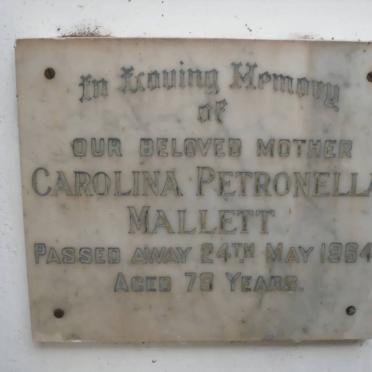 In Loving Memory
of
OUR BELOVED MOTHER
CAROLINA PETRONELLA
MALLETT
PASSED AWAY 24TH MAY 1964
AGED 78 YEARS.